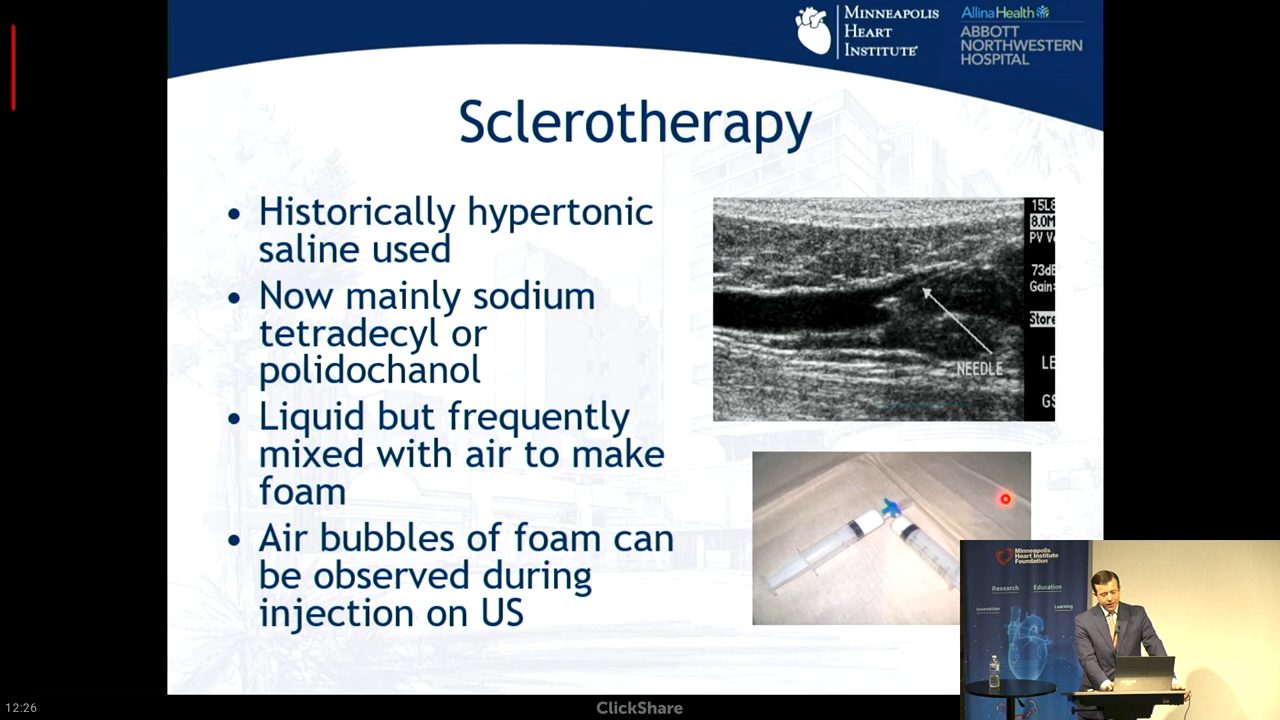 MINNEAPOLIS
HEART
INSTITUTE
AllinaHealth
ABBOTT
NORTHWESTERN
HOSPITAL
Sclerotherapy
• Historically hypertonic
saline used
• Now mainly sodium
tetradecyl or
polidochanol
• Liquid but frequently
mixed with air to make
foam
• Air bubbles of foam can
be observed during
injection on US
15L8
8.0M
PV V
73dB
Gain=
Store
NEEDLE
LE
GS
Minneapolis
Heart Institute
Foundation
Research
Education
Innovation
Learning
12:26
ClickShare